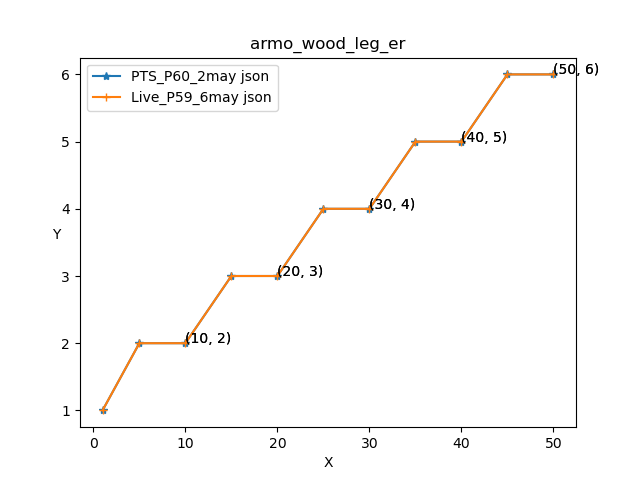 armo_wood_leg_er
PTS_P60_2may json
Live_P59_6may json
(50, 6)
(40, 5)
(30, 4)
(20, 3)
(10, 2)
6
5
4
3
2
1
Y
0 10 20 30 40 50
X